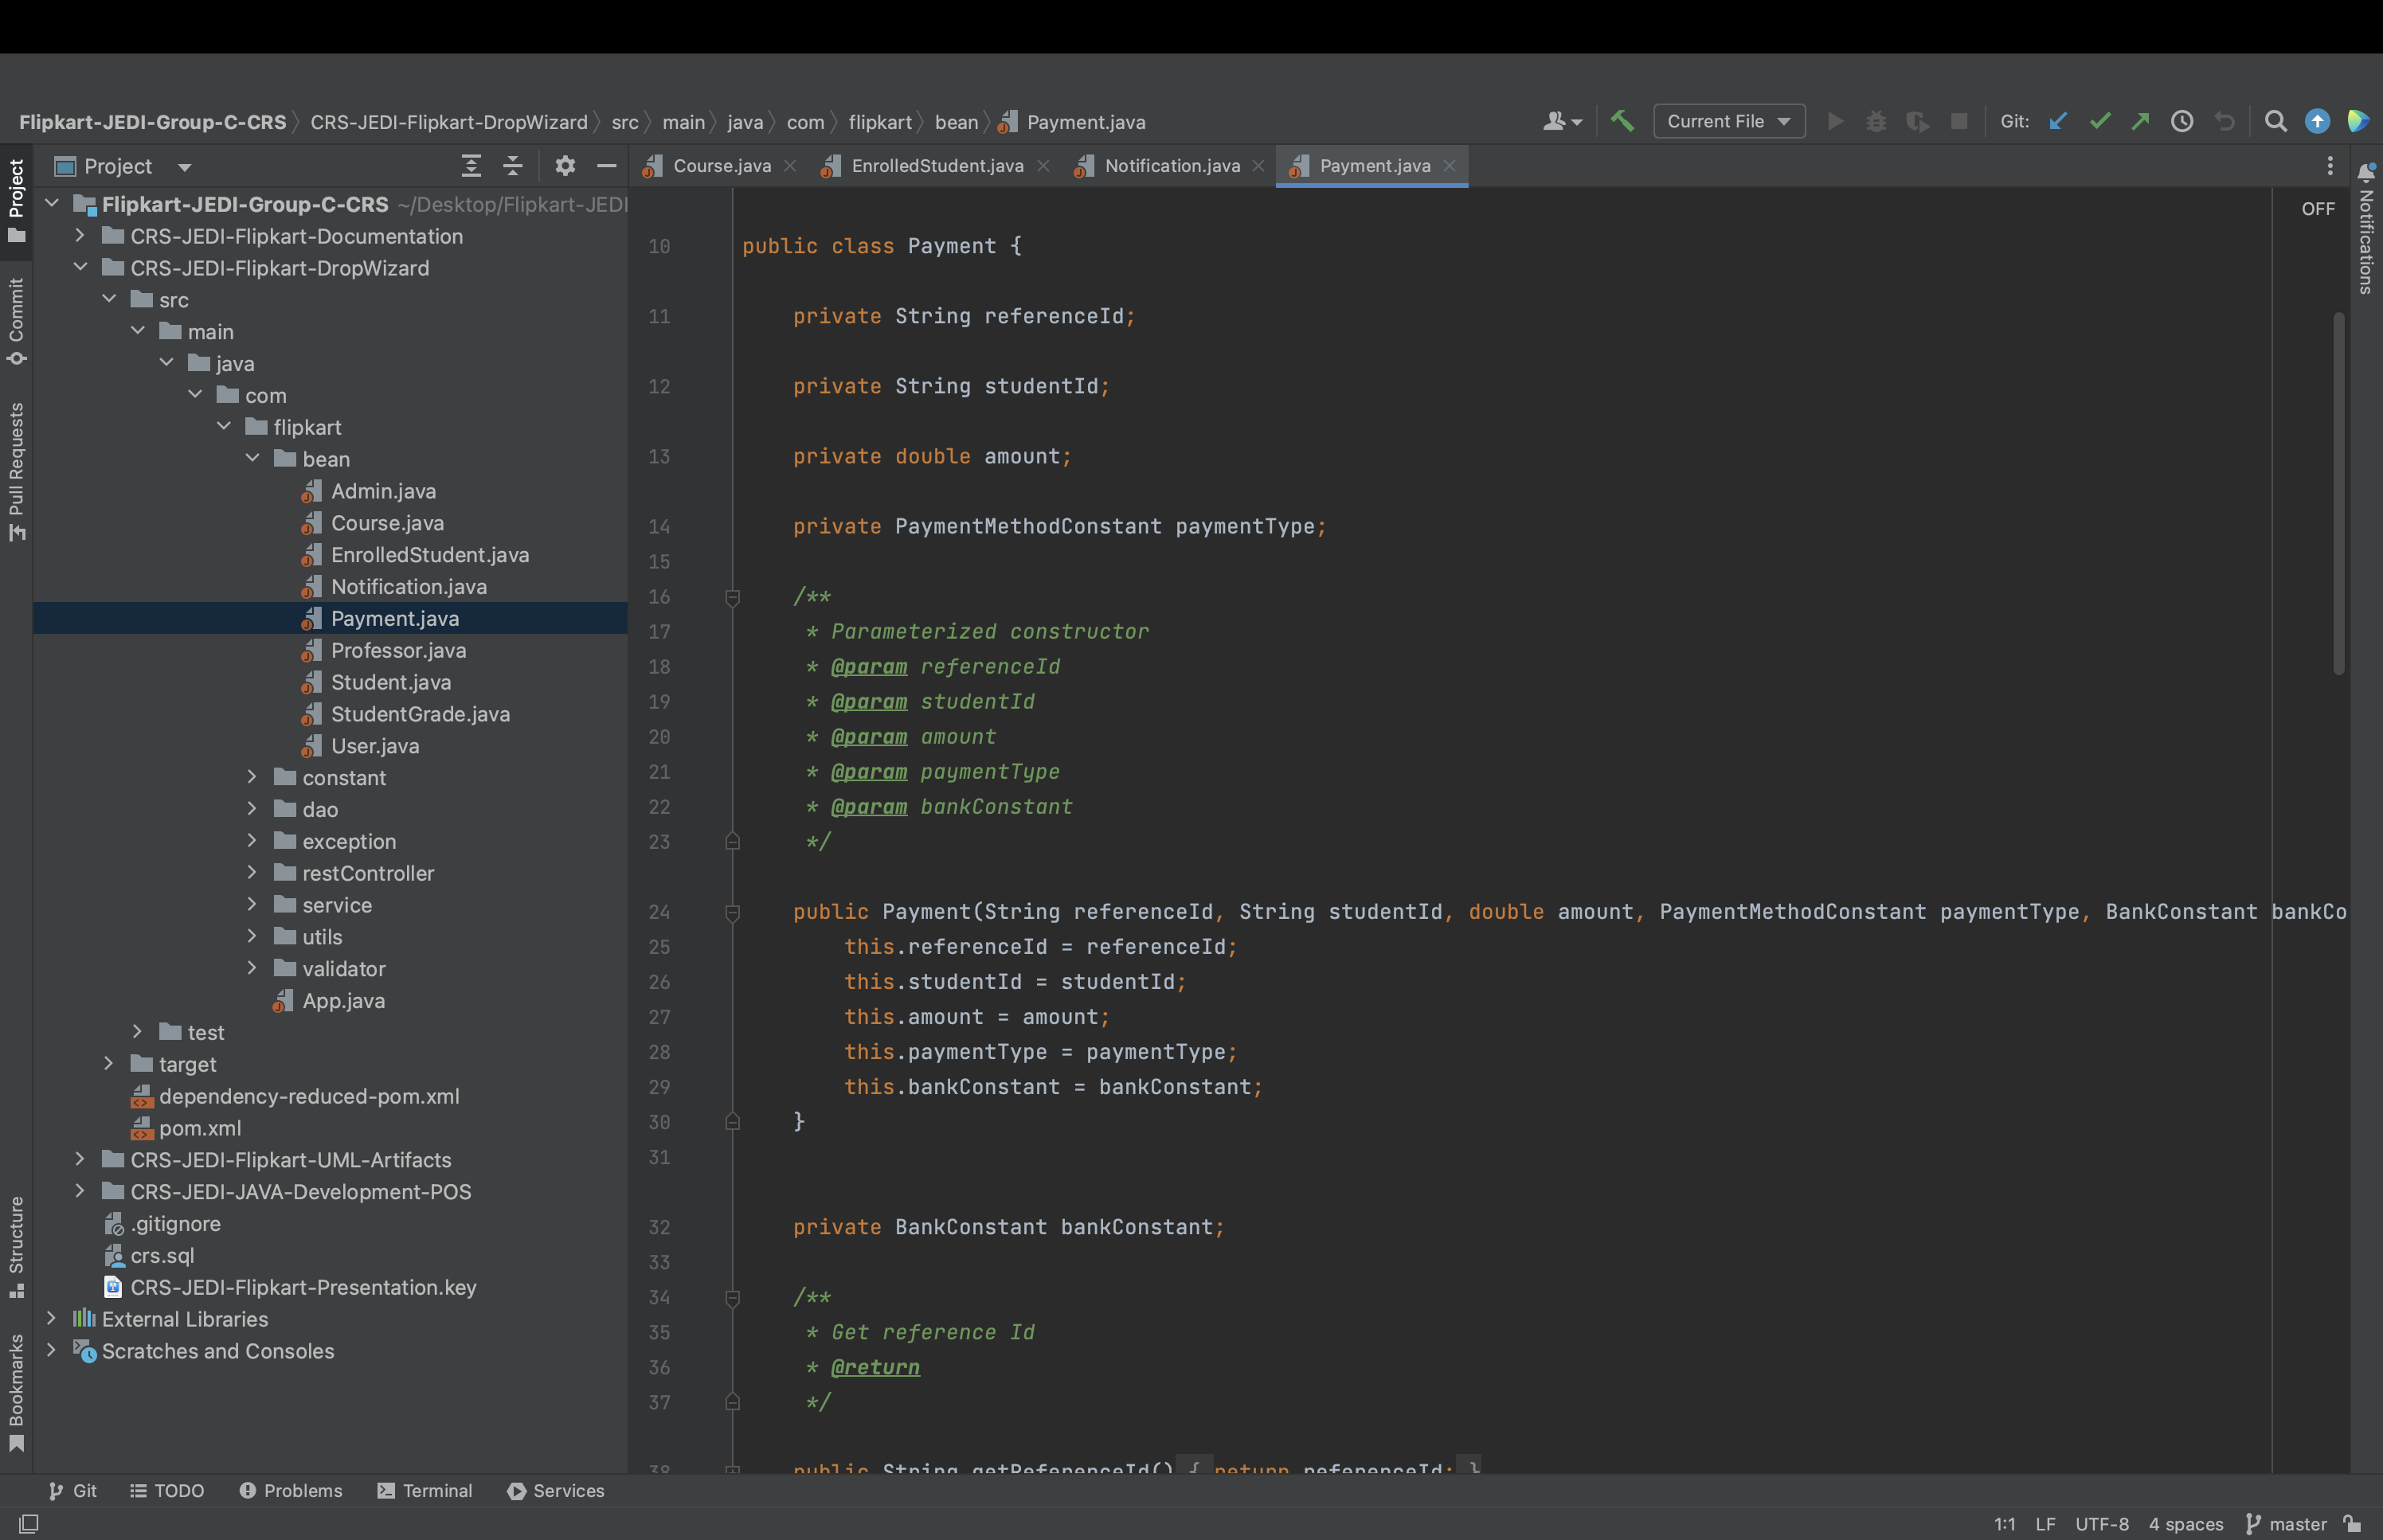 Flipkart-JEDI-Group-C-CRS CRS-JEDI-Flipkart-DropWizard src main java com flipkart bean Payment.java Current File Git:
Project
Course.java EnrolledStudent.java Notification.java Payment.java
Project
Commit
Pull Requests
Structure
Bookmarks
Notifications
Flipkart-JEDI-Group-C-CRS ~/Desktop/Flipkart-JEDI
CRS-JEDI-Flipkart-Documentation
CRS-JEDI-Flipkart-DropWizard
src
main
java
com
flipkart
bean
Admin.java
Course.java
EnrolledStudent.java
Notification.java
Payment.java
Professor.java
Student.java
StudentGrade.java
User.java
constant
dao
exception
restController
service
utils
validator
App.java
test
target
dependency-reduced-pom.xml
pom.xml
CRS-JEDI-Flipkart-UML-Artifacts
CRS-JEDI-JAVA-Development-POS
.gitignore
crs.sql
CRS-JEDI-Flipkart-Presentation.key
External Libraries
Scratches and Consoles
OFF
10 public class Payment {
11 private String referenceId;
12 private String studentId;
13 private double amount;
14 private PaymentMethodConstant paymentType;
15
16 /**
17 * Parameterized constructor
18 * @param referenceId
19 * @param studentId
20 * @param amount
21 * @param paymentType
22 * @param bankConstant
23 */
24 public Payment(String referenceId, String studentId, double amount, PaymentMethodConstant paymentType, BankConstant bankCo
25 this.referenceId = referenceId;
26 this.studentId = studentId;
27 this.amount = amount;
28 this.paymentType = paymentType;
29 this.bankConstant = bankConstant;
30 }
31
32 private BankConstant bankConstant;
33
34 /**
35 * Get reference Id
36 * @return
37 */
38 public String getReferenceId() { return referenceId; }
Git TODO Problems Terminal Services
1:1 LF UTF-8 4 spaces master